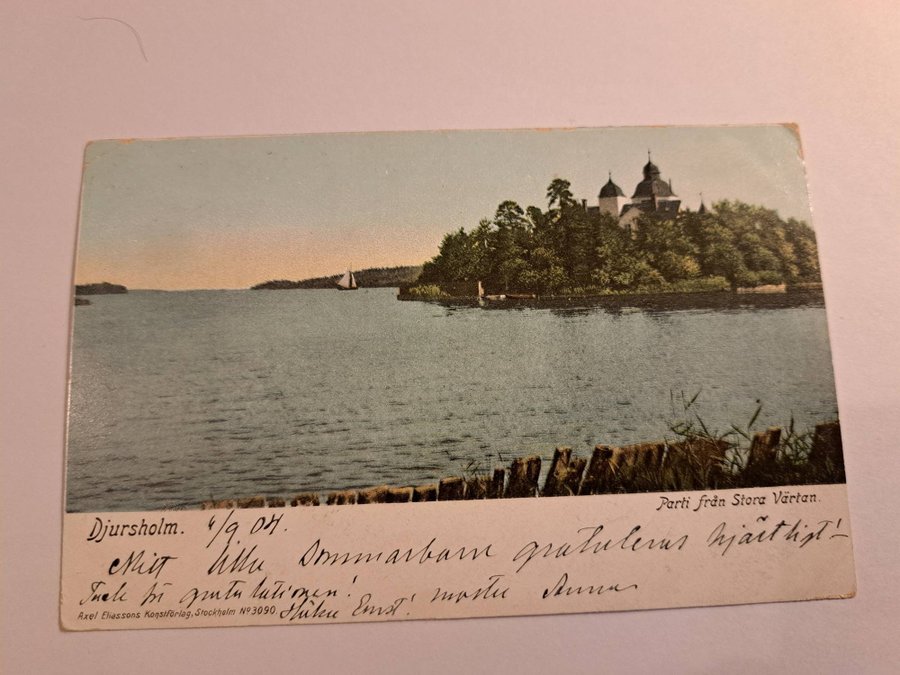 Parti från Stora Värtan.
Djursholm. 4/9 04.
Mitt lilla Sommarbarn gratuleras hjärtligt!
Tack för gratulationen! Hälsa Ernst! moster Anna
Axel Eliassons Konstförlag, Stockholm No 3090.